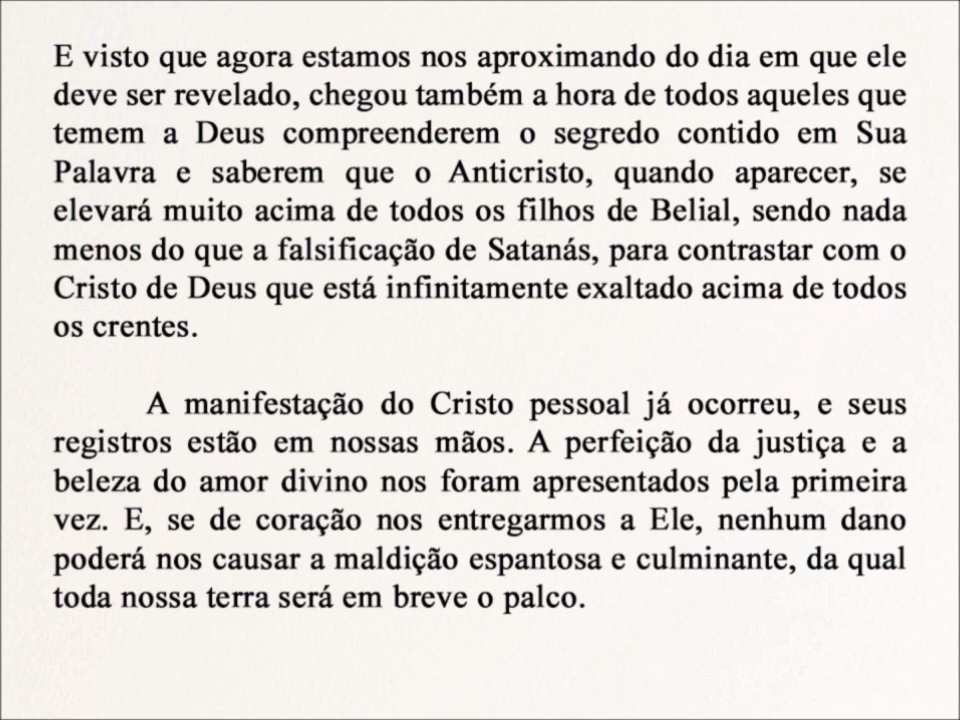 E visto que agora estamos nos aproximando do dia em que ele
deve ser revelado, chegou também a hora de todos aqueles que
temem a Deus compreenderem o segredo contido em Sua
Palavra e saberem que o Anticristo, quando aparecer, se
elevará muito acima de todos os filhos de Belial, sendo nada
menos do que a falsificação de Satanás, para contrastar com o
Cristo de Deus que está infinitamente exaltado acima de todos
os crentes.
A manifestação do Cristo pessoal já ocorreu, e seus
registros estão em nossas mãos. A perfeição da justiça e a
beleza do amor divino nos foram apresentados pela primeira
vez. E, se de coração nos entregarmos a Ele, nenhum dano
poderá nos causar a maldição espantosa e culminante, da qual
toda nossa terra será em breve o palco.